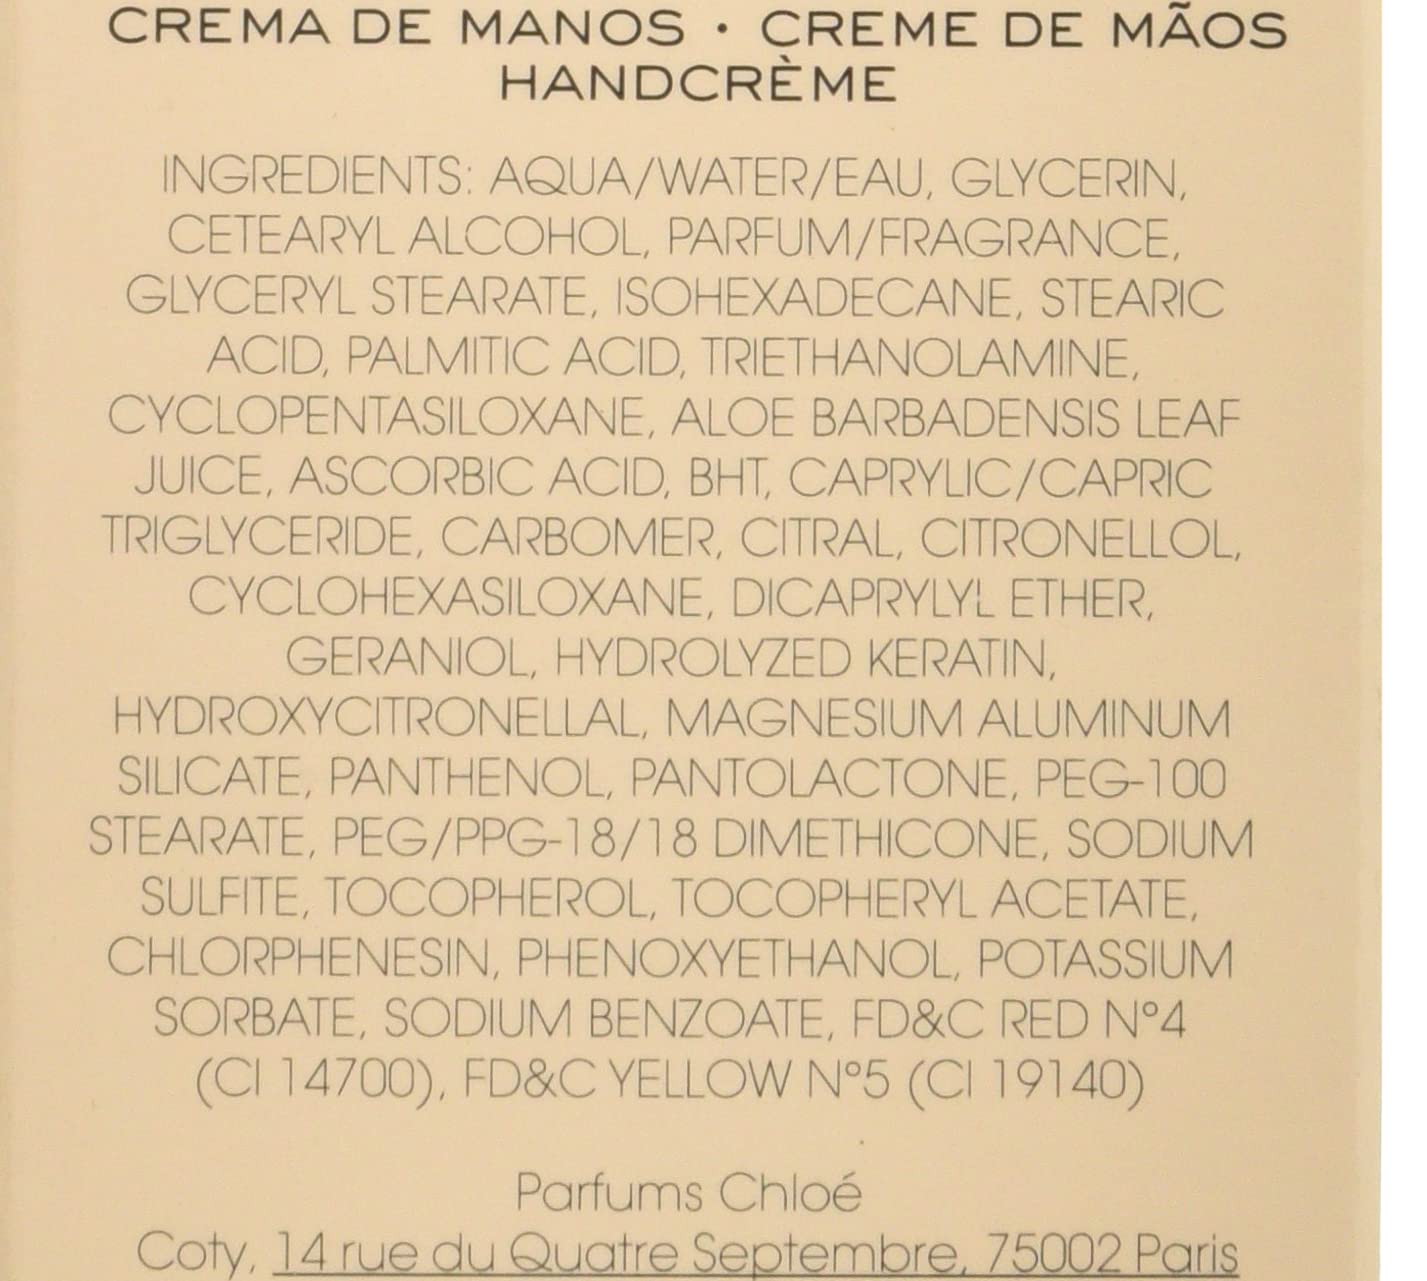 CREMA DE MANOS · CREME DE MÃOS
HANDCRÈME
INGREDIENTS: AQUA/WATER/EAU, GLYCERIN,
CETEARYL ALCOHOL, PARFUM/FRAGRANCE,
GLYCERYL STEARATE, ISOHEXADECANE, STEARIC
ACID, PALMITIC ACID, TRIETHANOLAMINE,
CYCLOPENTASILOXANE, ALOE BARBADENSIS LEAF
JUICE, ASCORBIC ACID, BHT, CAPRYLIC/CAPRIC
TRIGLYCERIDE, CARBOMER, CITRAL, CITRONELLOL,
CYCLOHEXASILOXANE, DICAPRYLYL ETHER,
GERANIOL, HYDROLYZED KERATIN,
HYDROXYCITRONELLAL, MAGNESIUM ALUMINUM
SILICATE, PANTHENOL, PANTOLACTONE, PEG-100
STEARATE, PEG/PPG-18/18 DIMETHICONE, SODIUM
SULFITE, TOCOPHEROL, TOCOPHERYL ACETATE,
CHLORPHENESIN, PHENOXYETHANOL, POTASSIUM
SORBATE, SODIUM BENZOATE, FD&C RED N°4
(CI 14700), FD&C YELLOW N°5 (CI 19140)
Parfums Chloé
Coty, 14 rue du Quatre Septembre, 75002 Paris